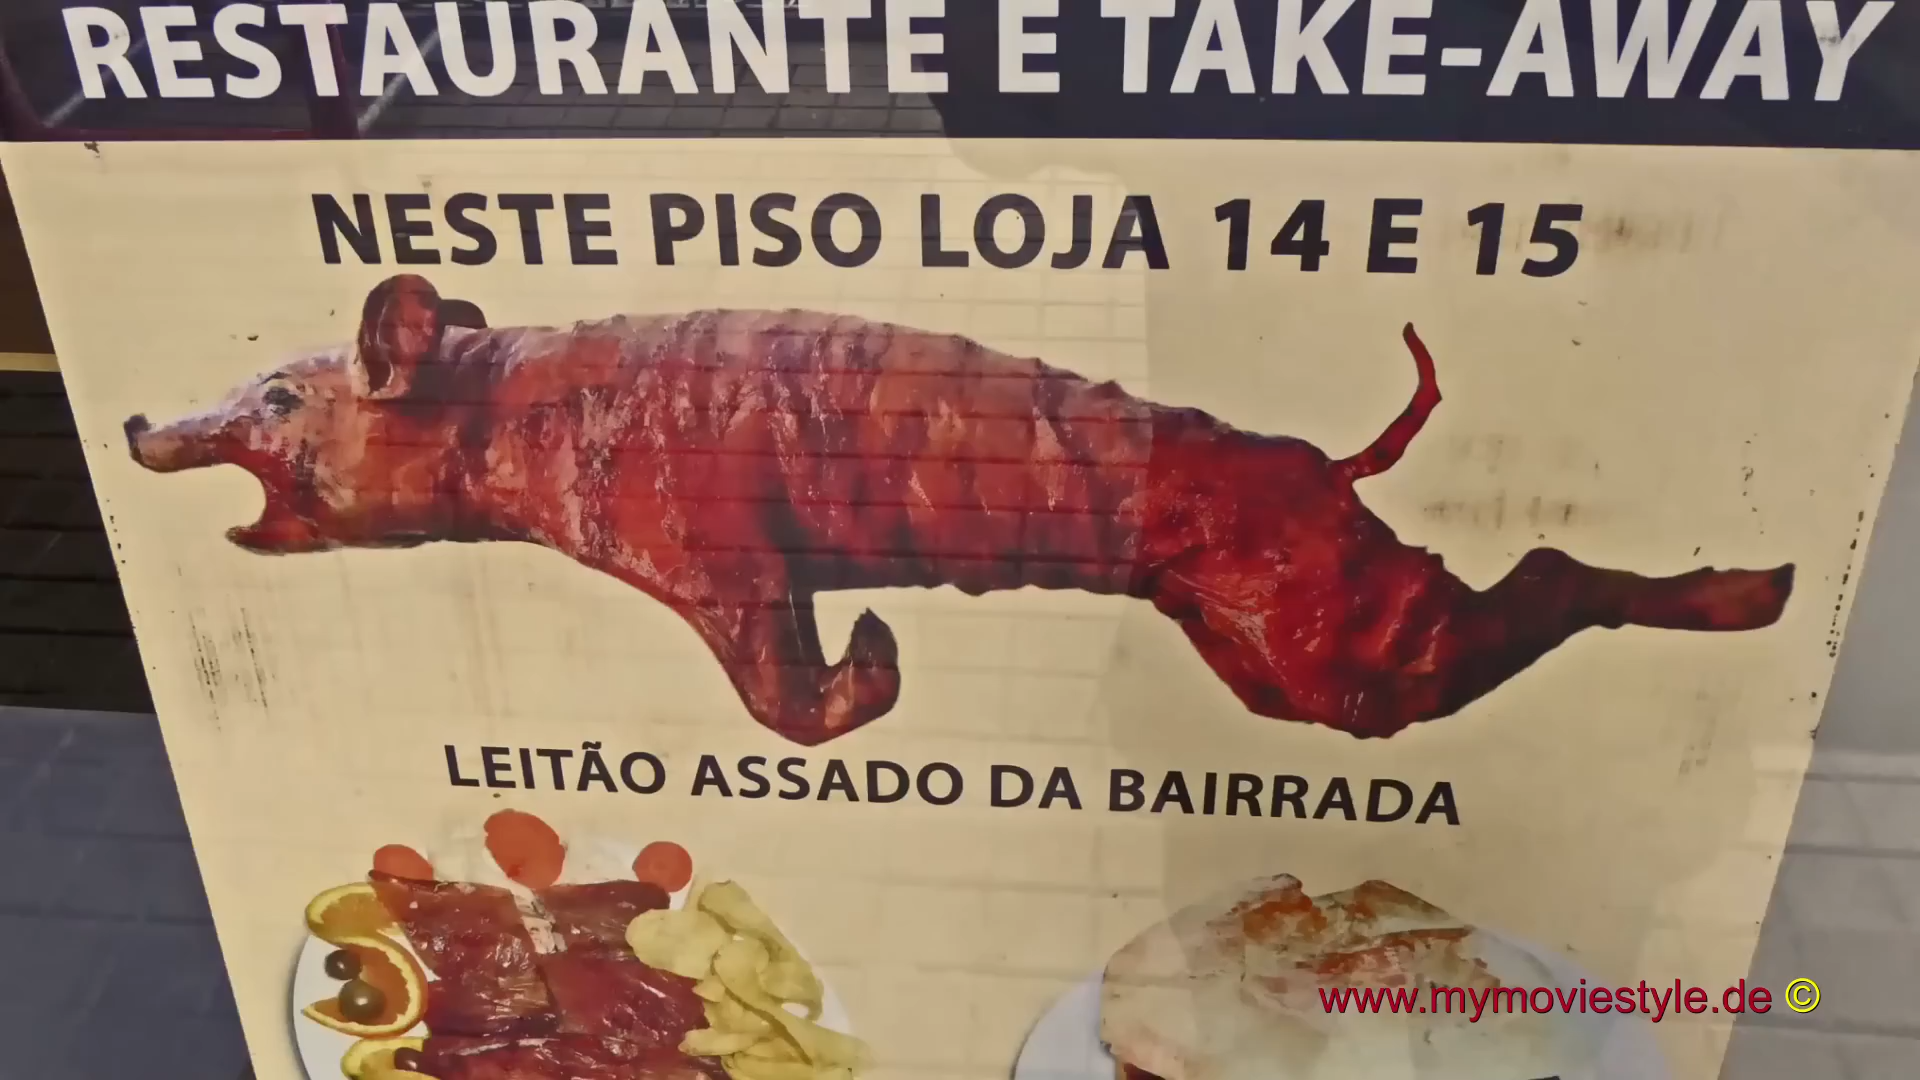 RESTAURANTE E TAKE-AWAY
NESTE PISO LOJA 14 E 15
LEITÃO ASSADO DA BAIRRADA
www.mymoviestyle.de ©